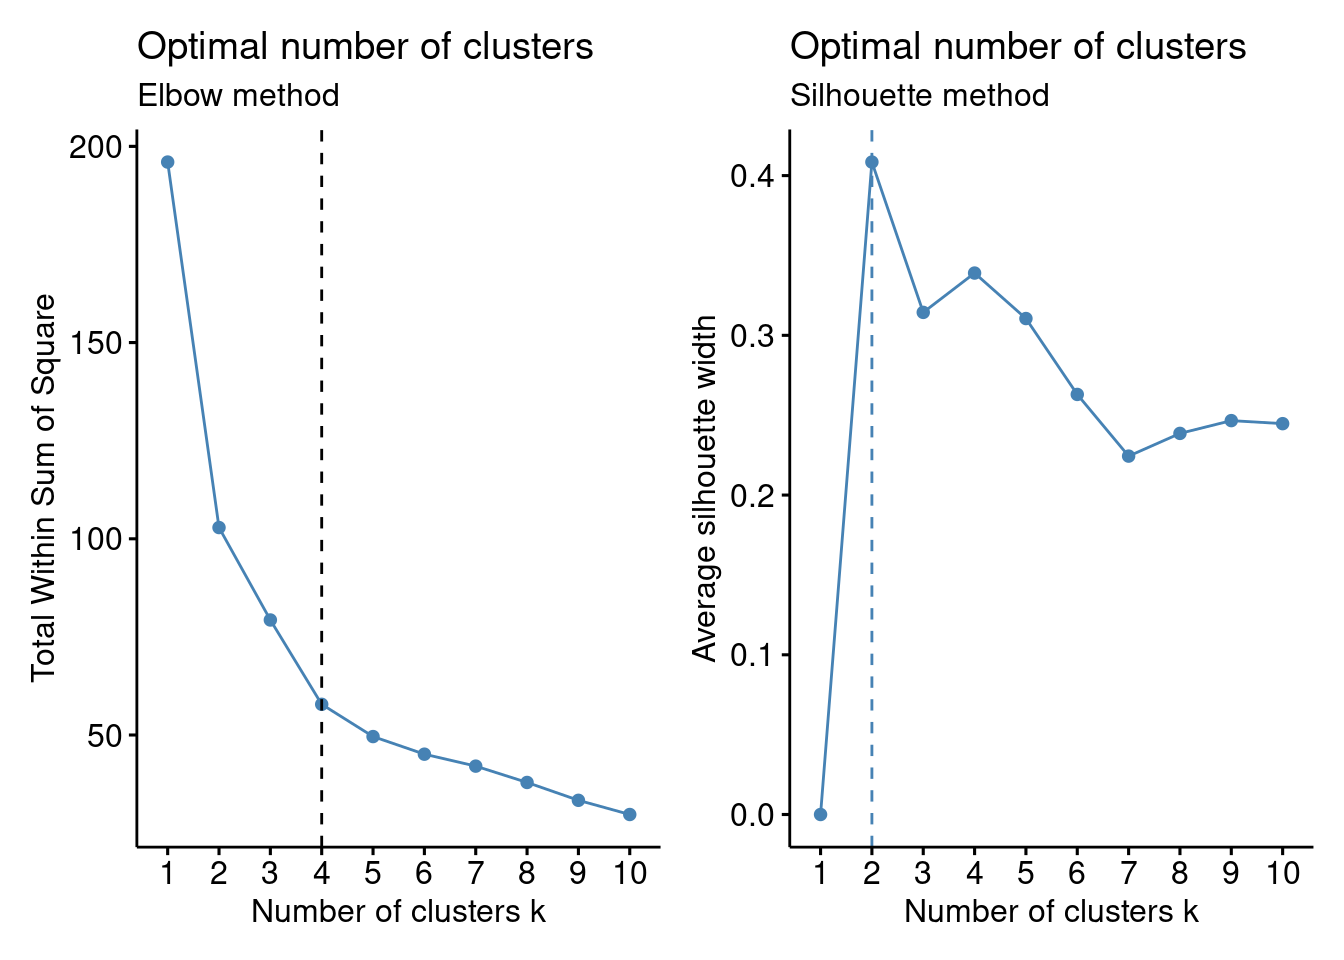 Optimal number of clusters
Elbow method
Total Within Sum of Square
200
150
100
50
1 2 3 4 5 6 7 8 9 10
Number of clusters k
Optimal number of clusters
Silhouette method
Average silhouette width
0.4
0.3
0.2
0.1
0.0
1 2 3 4 5 6 7 8 9 10
Number of clusters k